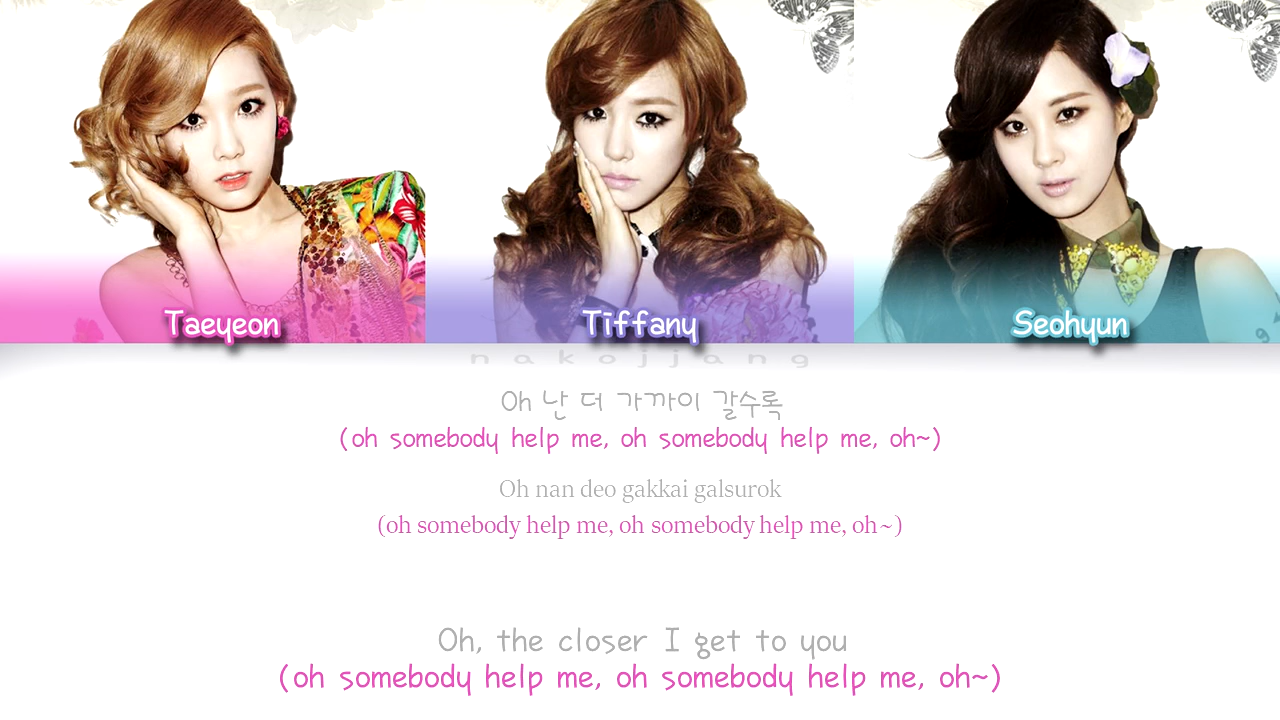 Taeyeon
Tiffany
Seohyun
nakojjang
Oh 난 더 가까이 갈수록
(oh somebody help me, oh somebody help me, oh~)
Oh nan deo gakkai galsurok
(oh somebody help me, oh somebody help me, oh~)
Oh, the closer I get to you
(oh somebody help me, oh somebody help me, oh~)